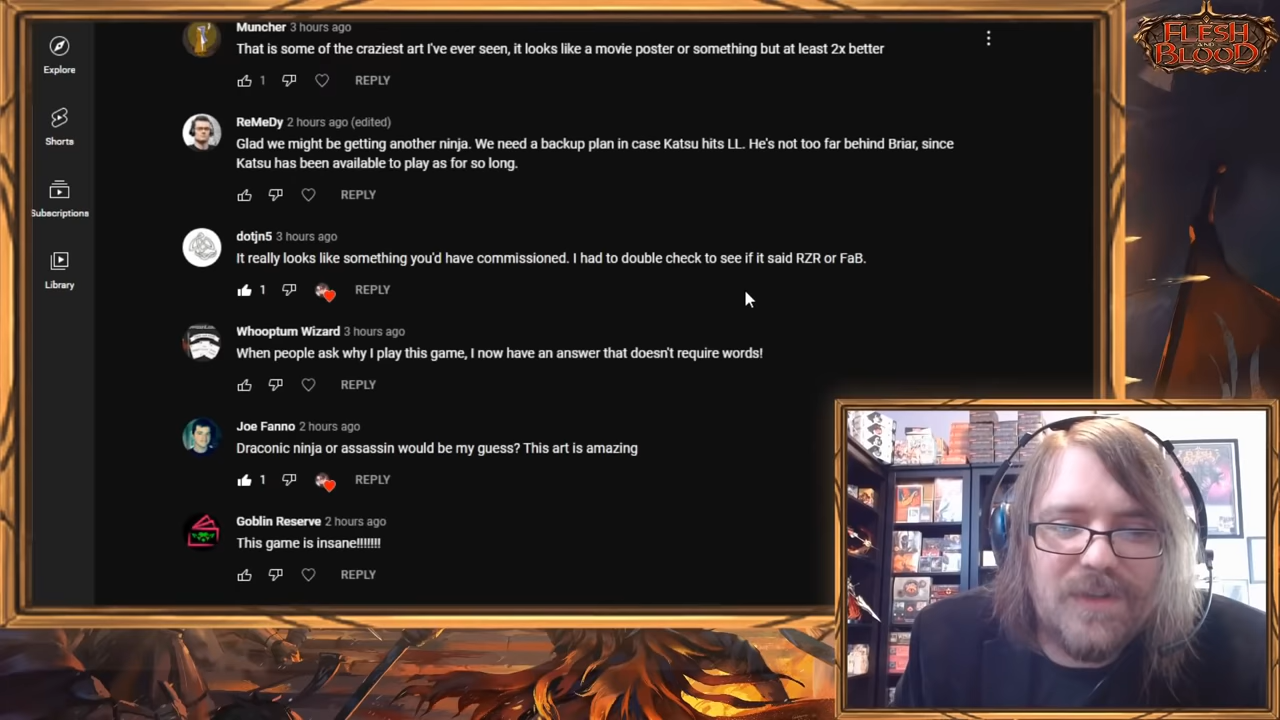 Muncher 3 hours ago
That is some of the craziest art I've ever seen, it looks like a movie poster or something but at least 2x better
1 REPLY
Explore
ReMeDy 2 hours ago (edited)
Glad we might be getting another ninja. We need a backup plan in case Katsu hits LL. He's not too far behind Briar, since
Katsu has been available to play as for so long.
REPLY
Shorts
Subscriptions
dotjn5 3 hours ago
It really looks like something you'd have commissioned. I had to double check to see if it said RZR or FaB.
1 REPLY
Library
Whooptum Wizard 3 hours ago
When people ask why I play this game, I now have an answer that doesn't require words!
REPLY
Joe Fanno 2 hours ago
Draconic ninja or assassin would be my guess? This art is amazing
1 REPLY
Goblin Reserve 2 hours ago
This game is insane!!!!!!!
REPLY
FLESH
AND
BLOOD